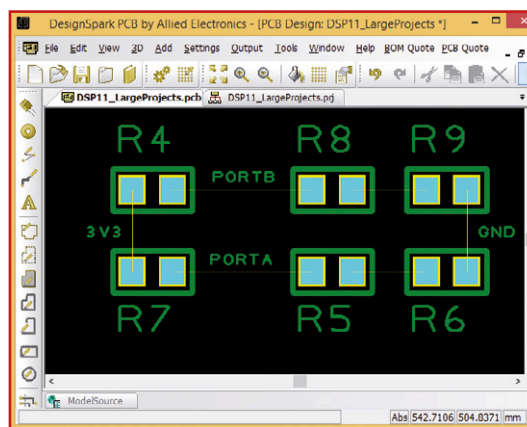 DesignSpark PCB by Allied Electronics - [PCB Design: DSP11_LargeProjects *]
File Edit View 3D Add Settings Output Tools Window Help BOM Quote PCB Quote
DSP11_LargeProjects.pcb DSP11_LargeProjects.prj
R4 R8 R9
PORTB
3V3 GND
PORTA
R7 R5 R6
ModelSource
Abs 542.7106 504.8371 mm